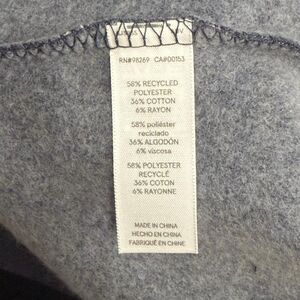 RN#98269 CA#00153
58% RECYCLED
POLYESTER
36% COTTON
6% RAYON
58% poliéster
reciclado
36% ALGODÓN
6% viscosa
58% POLYESTER
RECYCLÉ
36% COTON
6% RAYONNE
MADE IN CHINA
HECHO EN CHINA
FABRIQUÉ EN CHINE